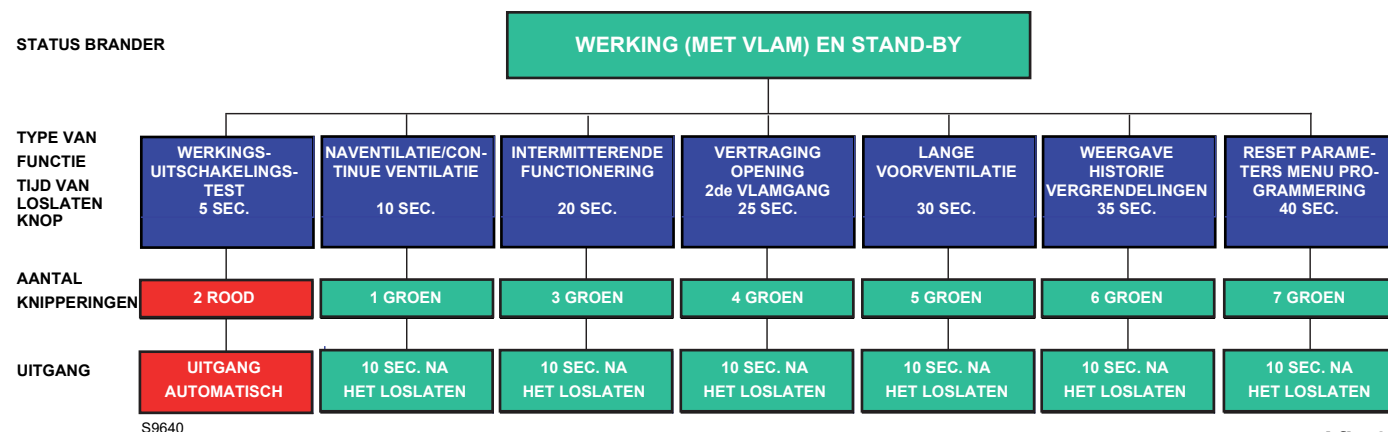 STATUS BRANDER
WERKING (MET VLAM) EN STAND-BY
TYPE VAN
FUNCTIE
TIJD VAN
LOSLATEN
KNOP
WERKINGS-
UITSCHAKELINGS-
TEST
5 SEC.
NAVENTILATIE/CON-
TINUE VENTILATIE
10 SEC.
INTERMITTERENDE
FUNCTIONERING
20 SEC.
VERTRAGING
OPENING
2de VLAMGANG
25 SEC.
LANGE
VOORVENTILATIE
30 SEC.
WEERGAVE
HISTORIE
VERGRENDELINGEN
35 SEC.
RESET PARAME-
TERS MENU PRO-
GRAMMERING
40 SEC.
AANTAL
KNIPPERINGEN
2 ROOD
1 GROEN
3 GROEN
4 GROEN
5 GROEN
6 GROEN
7 GROEN
UITGANG
UITGANG
AUTOMATISCH
10 SEC. NA
HET LOSLATEN
10 SEC. NA
HET LOSLATEN
10 SEC. NA
HET LOSLATEN
10 SEC. NA
HET LOSLATEN
10 SEC. NA
HET LOSLATEN
10 SEC. NA
HET LOSLATEN
S9640